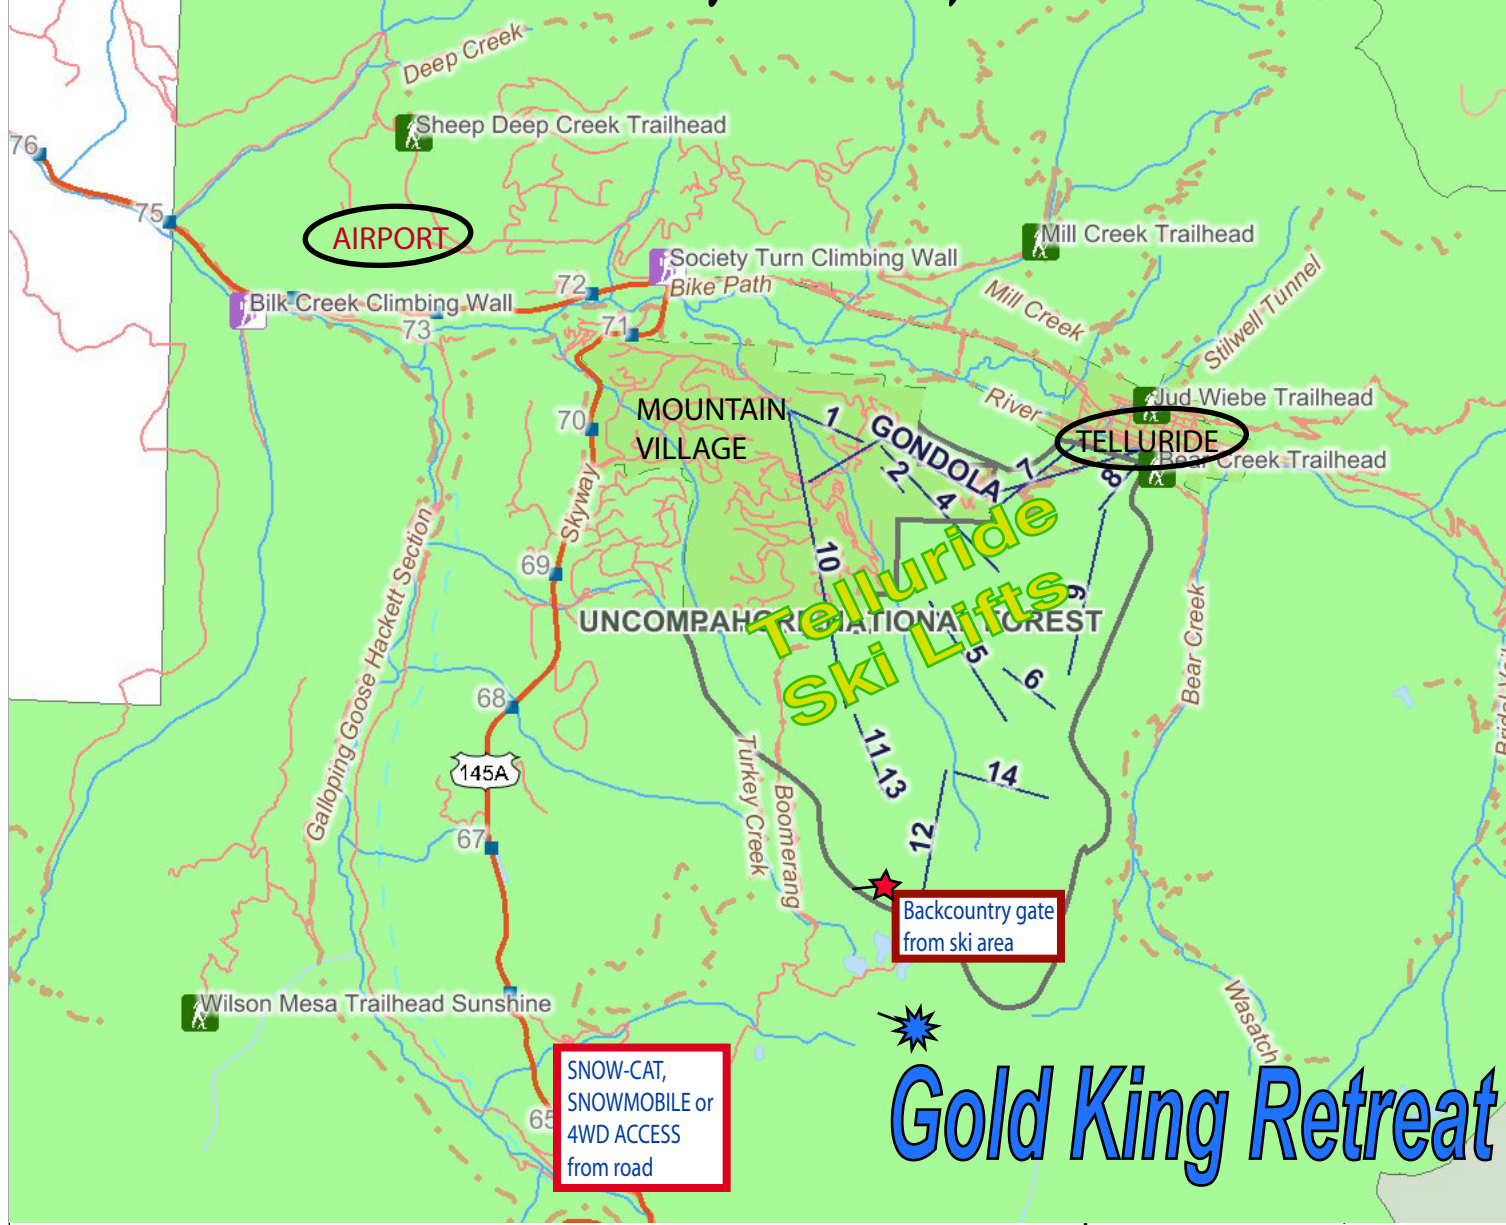 Deep Creek
Sheep Deep Creek Trailhead
76
75
AIRPORT
Mill Creek Trailhead
Society Turn Climbing Wall
Bike Path
72
Bilk Creek Climbing Wall
73
71
Mill Creek
Stilwell Tunnel
River
Jud Wiebe Trailhead
MOUNTAIN
VILLAGE
70
1
GONDOLA
TELLURIDE
Bear Creek Trailhead
2
4
7
8
Skyway
Galloping Goose Hackett Section
69
10
9
Telluride
Ski Lifts
UNCOMPAHGRE NATIONAL FOREST
5
6
Bear Creek
68
145A
11
13
14
12
Turkey Creek
Boomerang
67
Backcountry gate
from ski area
Wilson Mesa Trailhead Sunshine
Wasatch
SNOW-CAT,
SNOWMOBILE or
4WD ACCESS
from road
65
Gold King Retreat